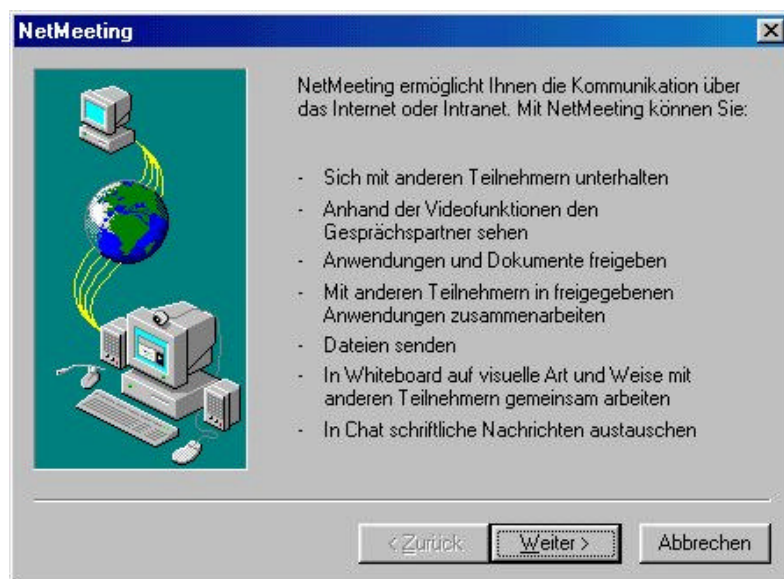 NetMeeting
NetMeeting ermöglicht Ihnen die Kommunikation über
das Internet oder Intranet. Mit NetMeeting können Sie:
- Sich mit anderen Teilnehmern unterhalten
- Anhand der Videofunktionen den
Gesprächspartner sehen
- Anwendungen und Dokumente freigeben
- Mit anderen Teilnehmern in freigegebenen
Anwendungen zusammenarbeiten
- Dateien senden
- In Whiteboard auf visuelle Art und Weise mit
anderen Teilnehmern gemeinsam arbeiten
- In Chat schriftliche Nachrichten austauschen
< Zurück Weiter > Abbrechen